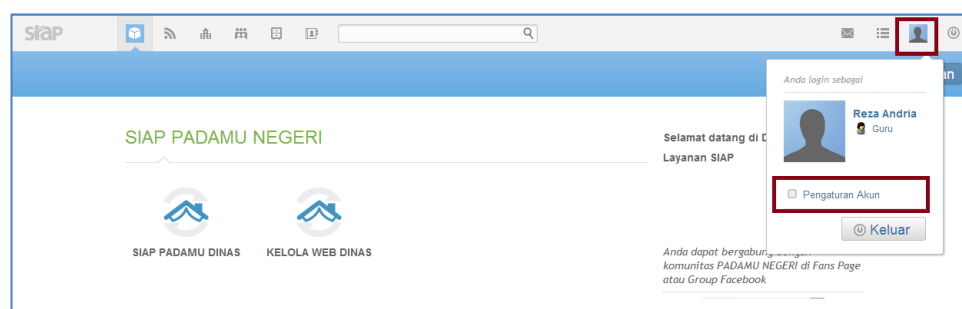 siap
an
Anda login sebagai
Reza Andria
Guru
Pengaturan Akun
Keluar
SIAP PADAMU NEGERI
SIAP PADAMU DINAS
KELOLA WEB DINAS
Selamat datang di D
Layanan SIAP
Anda dapat bergabung dengan
komunitas PADAMU NEGERI di Fans Page
atau Group Facebook